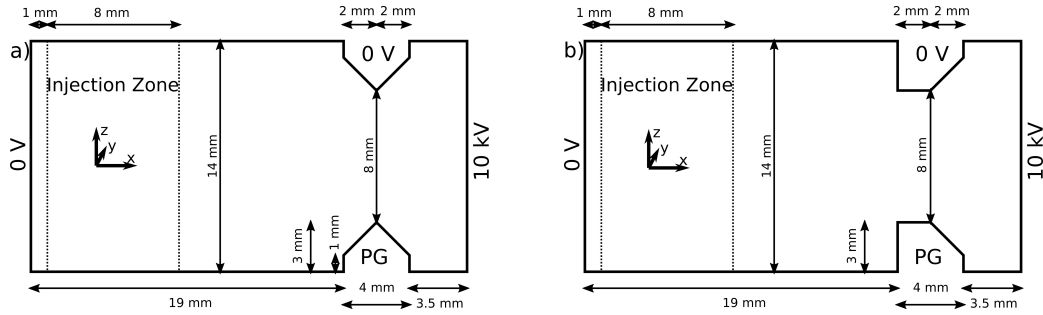 1 mm
8 mm
2 mm 2 mm
a)
0 V
Injection Zone
z
y
x
0 V
14 mm
8 mm
10 kV
3 mm
1 mm
PG
19 mm
4 mm
3.5 mm
1 mm
8 mm
2 mm 2 mm
b)
0 V
Injection Zone
z
y
x
0 V
14 mm
8 mm
10 kV
3 mm
PG
19 mm
4 mm
3.5 mm